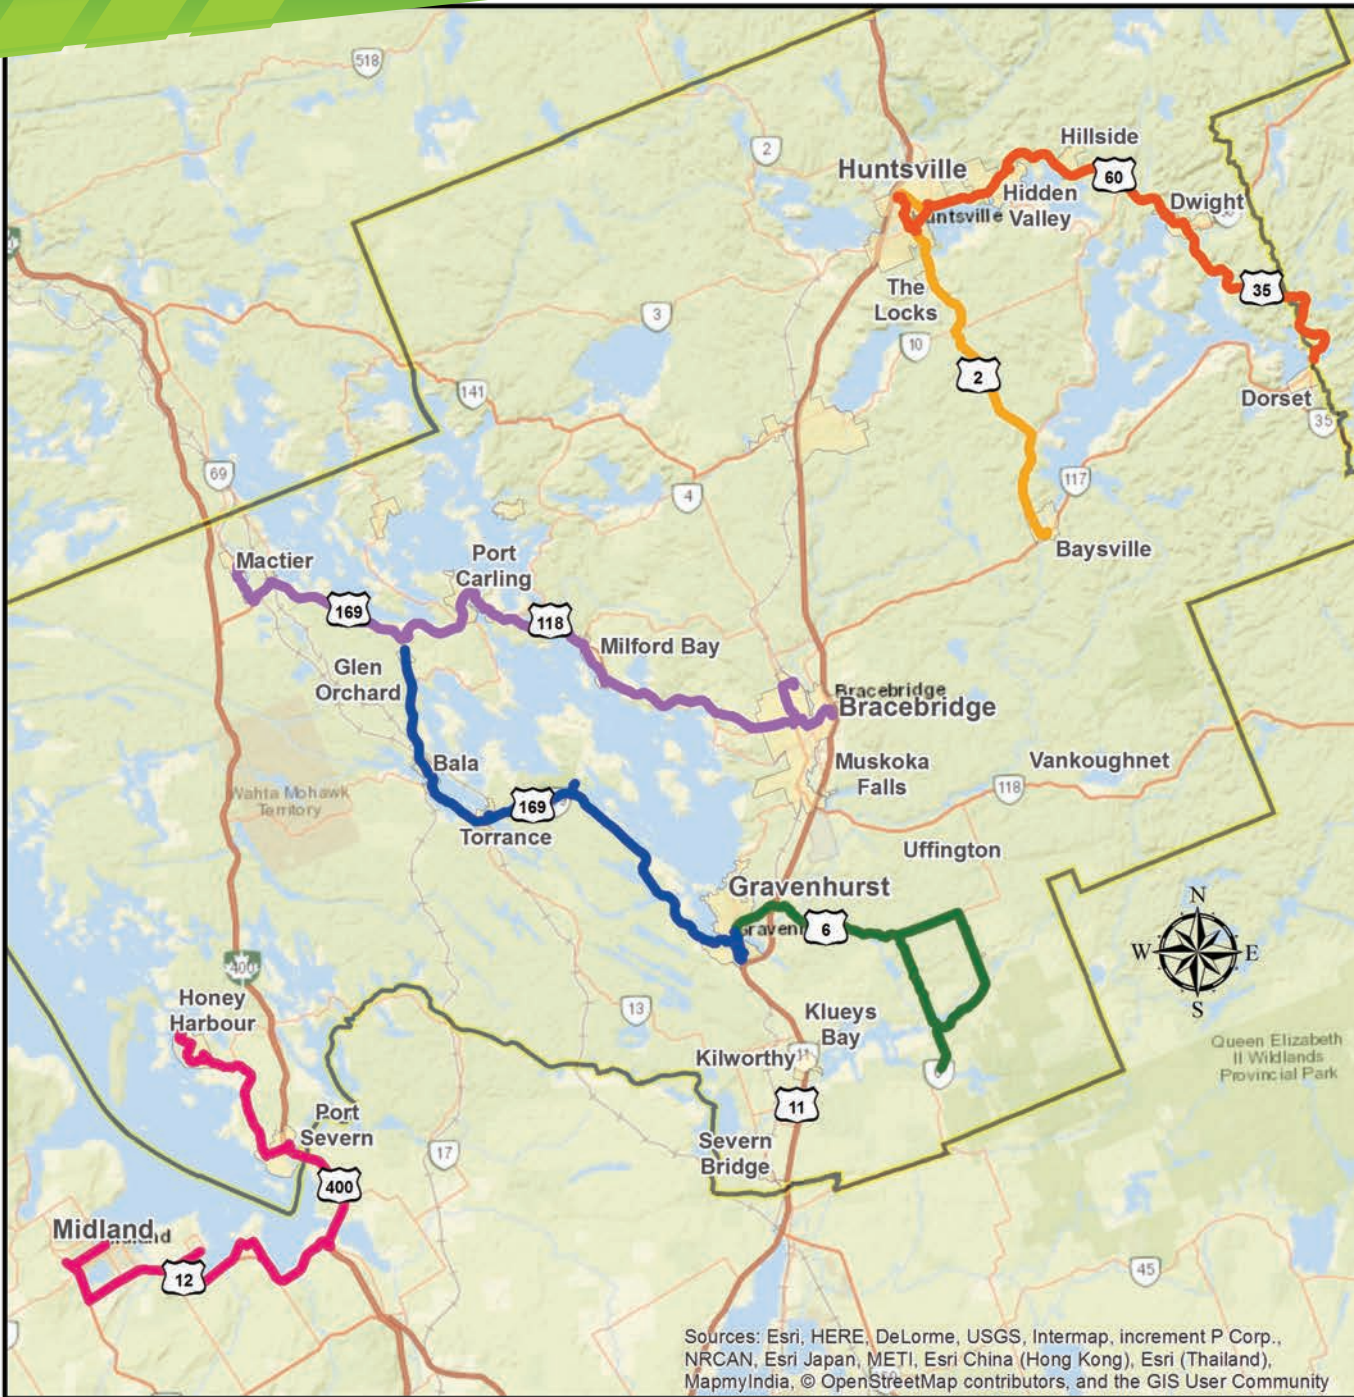 518
2
Hillside
Huntsville
60
Hidden
Valley
Dwight
untsville
35
The
Locks
3
10
2
141
Dorset
35
69
4
117
Baysville
Mactier
Port
Carling
169
118
Milford Bay
Glen
Orchard
Bracebridge
Bracebridge
Muskoka
Falls
Vankoughnet
118
Bala
Wahta Mohawk
Territory
169
Torrance
Uffington
Gravenhurst
Graven
6
N
W E
S
400
Honey
Harbour
13
Klueys
Bay
Kilworthy
11
11
Queen Elizabeth
II Wildlands
Provincial Park
6
Port
Severn
17
Severn
Bridge
400
Midland
12
45
Sources: Esri, HERE, DeLorme, USGS, Intermap, increment P Corp.,
NRCAN, Esri Japan, METI, Esri China (Hong Kong), Esri (Thailand),
MapmyIndia, © OpenStreetMap contributors, and the GIS User Community